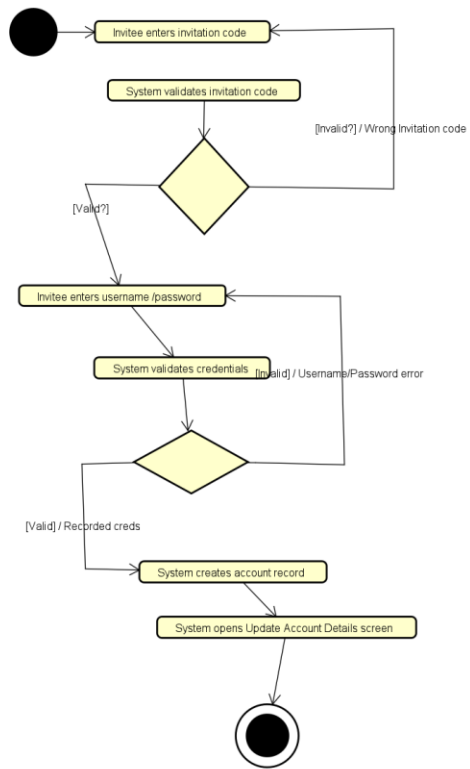 Invitee enters invitation code
System validates invitation code
[Invalid?] / Wrong Invitation code
[Valid?]
Invitee enters username /password
System validates credentials
[Invalid] / Username/Password error
[Valid] / Recorded creds
System creates account record
System opens Update Account Details screen